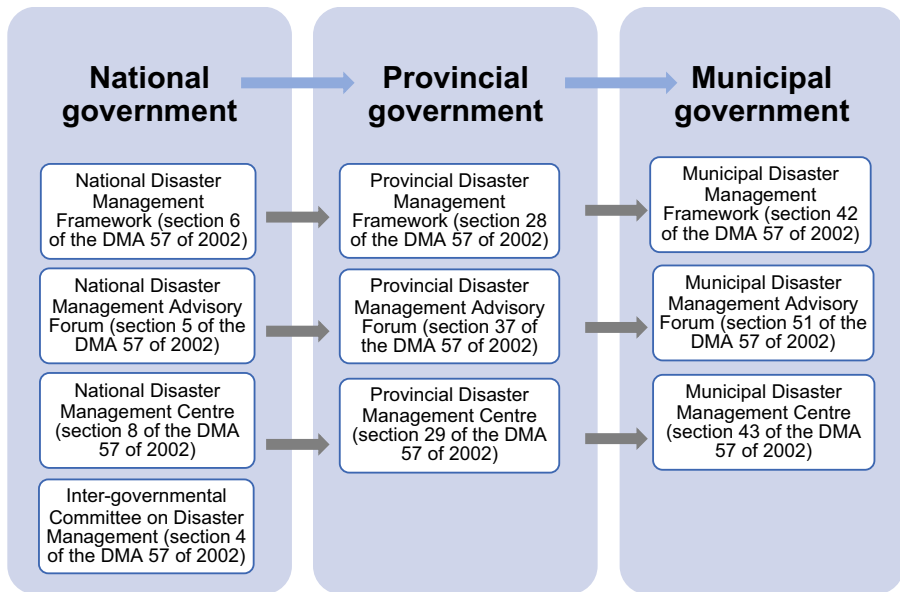 National
government
National Disaster
Management
Framework (section 6
of the DMA 57 of 2002)
National Disaster
Management Advisory
Forum (section 5 of the
DMA 57 of 2002)
National Disaster
Management Centre
(section 8 of the DMA
57 of 2002)
Inter-governmental
Committee on Disaster
Management (section 4
of the DMA 57 of 2002)
Provincial
government
Provincial Disaster
Management
Framework (section 28
of the DMA 57 of 2002)
Provincial Disaster
Management Advisory
Forum (section 37 of
the DMA 57 of 2002)
Provincial Disaster
Management Centre
(section 29 of the DMA
57 of 2002)
Municipal
government
Municipal Disaster
Management
Framework (section 42
of the DMA 57 of 2002)
Municipal Disaster
Management Advisory
Forum (section 51 of the
DMA 57 of 2002)
Municipal Disaster
Management Centre
(section 43 of the DMA
57 of 2002)